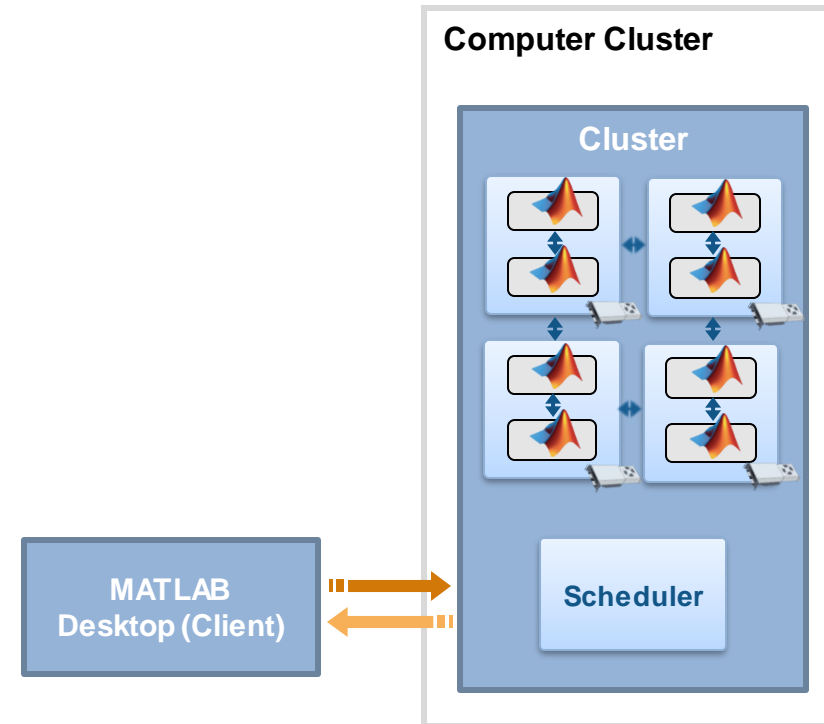 Computer Cluster
Cluster
MATLAB
Desktop (Client)
Scheduler